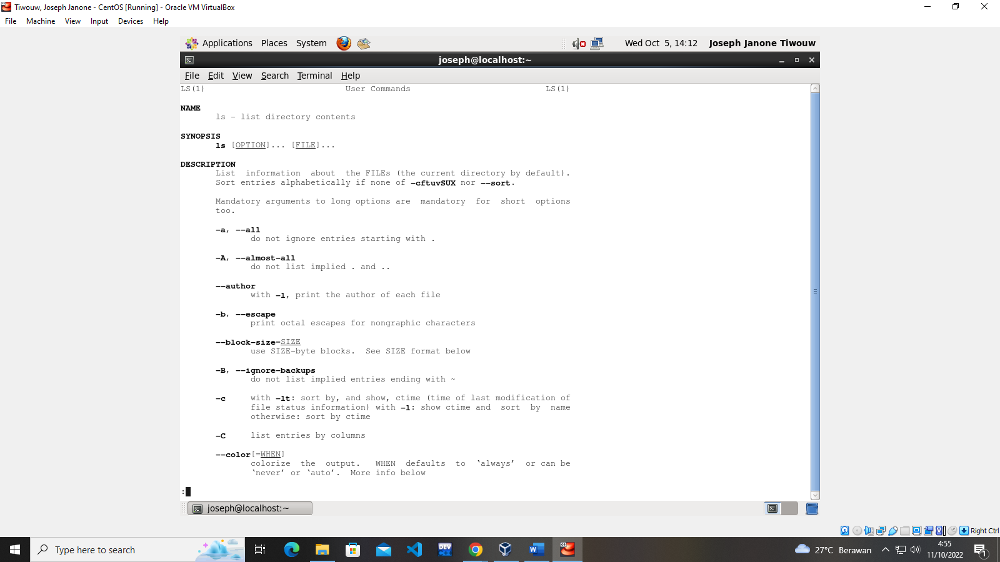 Tiwouw, Joseph Janone - CentOS [Running] - Oracle VM VirtualBox
File Machine View Input Devices Help
Applications Places System Wed Oct 5, 14:12 Joseph Janone Tiwouw
joseph@localhost:~
File Edit View Search Terminal Help
LS(1) User Commands LS(1)
NAME
ls - list directory contents
SYNOPSIS
ls [OPTION]... [FILE]...
DESCRIPTION
List information about the FILEs (the current directory by default).
Sort entries alphabetically if none of -cftuvSUX nor --sort.
Mandatory arguments to long options are mandatory for short options
too.
-a, --all
do not ignore entries starting with .
-A, --almost-all
do not list implied . and ..
--author
with -l, print the author of each file
-b, --escape
print octal escapes for nongraphic characters
--block-size=SIZE
use SIZE-byte blocks. See SIZE format below
-B, --ignore-backups
do not list implied entries ending with ~
-c with -lt: sort by, and show, ctime (time of last modification of
file status information) with -l: show ctime and sort by name
otherwise: sort by ctime
-C list entries by columns
--color[=WHEN]
colorize the output. WHEN defaults to ‘always’ or can be
‘never’ or ‘auto’. More info below
:
joseph@localhost:~
Right Ctrl
Type here to search
DEV
27°C Berawan
4:55
11/10/2022
1